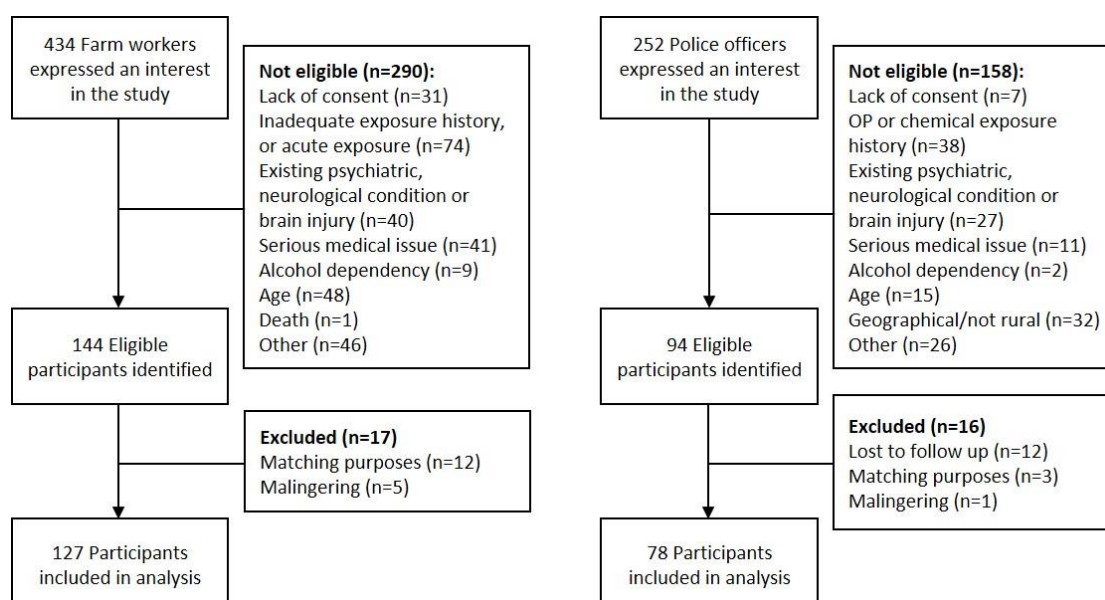 434 Farm workers
expressed an interest
in the study
Not eligible (n=290):
Lack of consent (n=31)
Inadequate exposure history,
or acute exposure (n=74)
Existing psychiatric,
neurological condition or
brain injury (n=40)
Serious medical issue (n=41)
Alcohol dependency (n=9)
Age (n=48)
Death (n=1)
Other (n=46)
144 Eligible
participants identified
Excluded (n=17)
Matching purposes (n=12)
Malingering (n=5)
127 Participants
included in analysis
252 Police officers
expressed an interest
in the study
Not eligible (n=158):
Lack of consent (n=7)
OP or chemical exposure
history (n=38)
Existing psychiatric,
neurological condition or
brain injury (n=27)
Serious medical issue (n=11)
Alcohol dependency (n=2)
Age (n=15)
Geographical/not rural (n=32)
Other (n=26)
94 Eligible
participants identified
Excluded (n=16)
Lost to follow up (n=12)
Matching purposes (n=3)
Malingering (n=1)
78 Participants
included in analysis